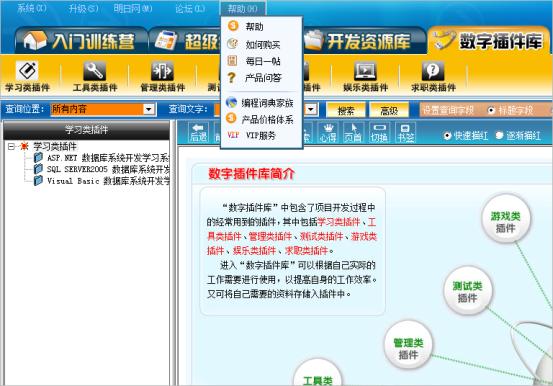 系统(X) 升级(S) 明日网(M) 论坛(L) 帮助(H)
入门训练营 超级 开发资源库 数字插件库
帮助
如何购买
每日一帖
产品问答
编程词典家族
产品价格体系
VIP VIP服务
学习类插件 工具类插件 管理类插件 测 插件 娱乐类插件 求职类插件
查询位置: 所有内容 查询文字: 搜索 高级 设置查询字段 标题字段
学习类插件
后退 心得 页首 切换 书签 快速描红 逐渐描红
学习类插件
ASP.NET 数据库系统开发学习系
SQL SERVER2005 数据库系统开发
Visual Basic 数据库系统开发学
数字插件库简介
“数字插件库”中包含了项目开发过程中
的经常用到的插件,其中包括学习类插件、工
具类插件、管理类插件、测试类插件、游戏类
插件、娱乐类插件、求职类插件。
进入“数字插件库”可以根据自己实际的
工作需要进行使用,以提高自身的工作效率。
又可将自己需要的资料存储入插件中。
游戏类
插件
测试类
插件
管理类
插件
工具类